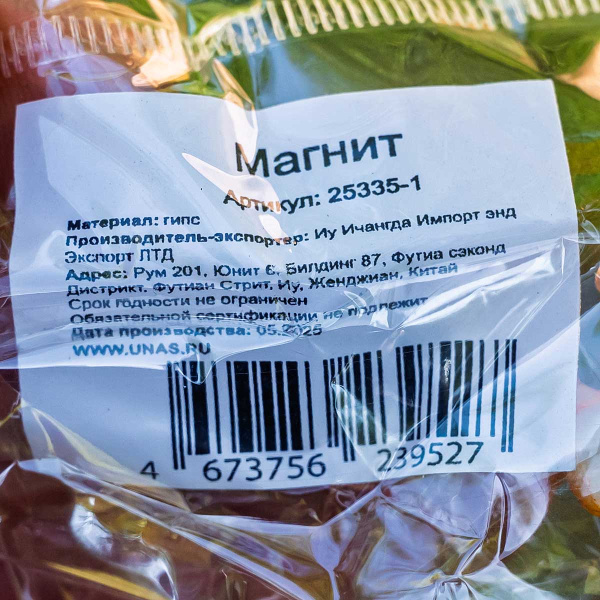 Магнит
Артикул: 25335-1
Материал: гипс
Производитель-экспортер: Иу Ичангда Импорт энд
Экспорт ЛТД
Адрес: Рум 201, Юнит 6, Билдинг 87, Футиа сэконд
Дистрикт, Футиан Стрит, Иу, Женджиан, Китай
Срок годности не ограничен
Обязательной сертификации не подлежит
Дата производства: 05.2025
WWW.UNAS.RU
4 673756 239527